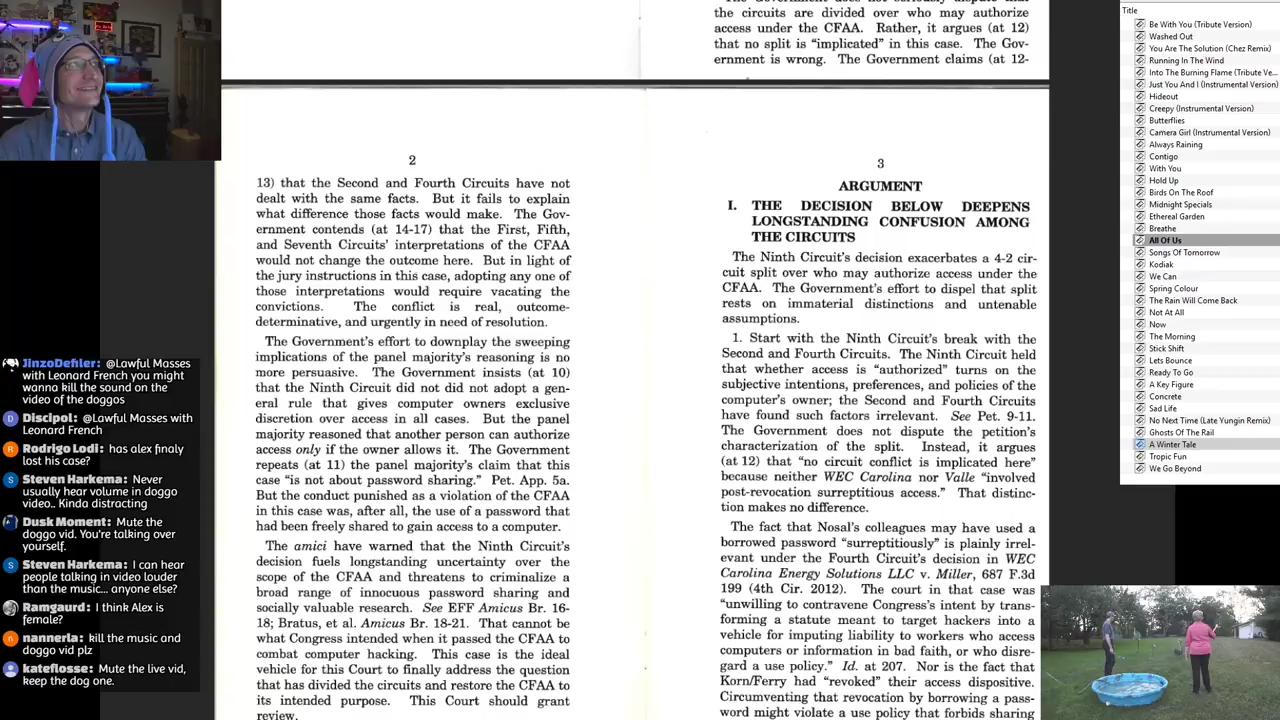 The Government does not seriously dispute that
the circuits are divided over who may authorize
access under the CFAA. Rather, it argues (at 12)
that no split is “implicated” in this case. The Gov-
ernment is wrong. The Government claims (at 12-
2
13) that the Second and Fourth Circuits have not
dealt with the same facts. But it fails to explain
what difference those facts would make. The Gov-
ernment contends (at 14-17) that the First, Fifth,
and Seventh Circuits’ interpretations of the CFAA
would not change the outcome here. But in light of
the jury instructions in this case, adopting any one of
those interpretations would require vacating the
convictions. The conflict is real, outcome-
determinative, and urgently in need of resolution.
The Government’s effort to downplay the sweeping
implications of the panel majority’s reasoning is no
more persuasive. The Government insists (at 10)
that the Ninth Circuit did not did not adopt a gen-
eral rule that gives computer owners exclusive
discretion over access in all cases. But the panel
majority reasoned that another person can authorize
access only if the owner allows it. The Government
repeats (at 11) the panel majority’s claim that this
case “is not about password sharing.” Pet. App. 5a.
But the conduct punished as a violation of the CFAA
in this case was, after all, the use of a password that
had been freely shared to gain access to a computer.
The amici have warned that the Ninth Circuit’s
decision fuels longstanding uncertainty over the
scope of the CFAA and threatens to criminalize a
broad range of innocuous password sharing and
socially valuable research. See EFF Amicus Br. 16-
18; Bratus, et al. Amicus Br. 18-21. That cannot be
what Congress intended when it passed the CFAA to
combat computer hacking. This case is the ideal
vehicle for this Court to finally address the question
that has divided the circuits and restore the CFAA to
its intended purpose. This Court should grant
review.
3
ARGUMENT
I. THE DECISION BELOW DEEPENS
LONGSTANDING CONFUSION AMONG
THE CIRCUITS
The Ninth Circuit’s decision exacerbates a 4-2 cir-
cuit split over who may authorize access under the
CFAA. The Government’s effort to dispel that split
rests on immaterial distinctions and untenable
assumptions.
1. Start with the Ninth Circuit’s break with the
Second and Fourth Circuits. The Ninth Circuit held
that whether access is “authorized” turns on the
subjective intentions, preferences, and policies of the
computer’s owner; the Second and Fourth Circuits
have found such factors irrelevant. See Pet. 9-11.
The Government does not dispute the petition’s
characterization of the split. Instead, it argues
(at 12) that “no circuit conflict is implicated here”
because neither WEC Carolina nor Valle “involved
post-revocation surreptitious access.” That distinc-
tion makes no difference.
The fact that Nosal’s colleagues may have used a
borrowed password “surreptitiously” is plainly irrel-
evant under the Fourth Circuit’s decision in WEC
Carolina Energy Solutions LLC v. Miller, 687 F.3d
199 (4th Cir. 2012). The court in that case was
“unwilling to contravene Congress’s intent by trans-
forming a statute meant to target hackers into a
vehicle for imputing liability to workers who access
computers or information in bad faith, or who disre-
gard a use policy.” Id. at 207. Nor is the fact that
Korn/Ferry had “revoked” their access dispositive.
Circumventing that revocation by borrowing a pass-
word might violate a use policy that forbids sharing
JinzoDefiler: @Lawful Masses
with Leonard French you might
wanna kill the sound on the
video of the doggos
Discipol: @Lawful Masses with
Leonard French
Rodrigo Lodi: has alex finaly
lost his case?
Steven Harkema: Never
usually hear volume in doggo
video.. Kinda distracting
Dusk Moment: Mute the
doggo vid. You're talking over
yourself.
Steven Harkema: I can hear
people talking in video louder
than the music... anyone else?
Ramgaurd: I think Alex is
female?
nannerla: kill the music and
doggo vid plz
kateflosse: Mute the live vid,
keep the dog one.
Title
Be With You (Tribute Version)
Washed Out
You Are The Solution (Chez Remix)
Running In The Wind
Into The Burning Flame (Tribute Ve...
Just You And I (Instrumental Version)
Hideout
Creepy (Instrumental Version)
Butterflies
Camera Girl (Instrumental Version)
Always Raining
Contigo
With You
Hold Up
Birds On The Roof
Midnight Specials
Ethereal Garden
Breathe
All Of Us
Songs Of Tomorrow
Kodiak
We Can
Spring Colour
The Rain Will Come Back
Not At All
Now
The Morning
Stick Shift
Lets Bounce
Ready To Go
A Key Figure
Concrete
Sad Life
No Next Time (Late Yungin Remix)
Ghosts Of The Rail
A Winter Tale
Tropic Fun
We Go Beyond